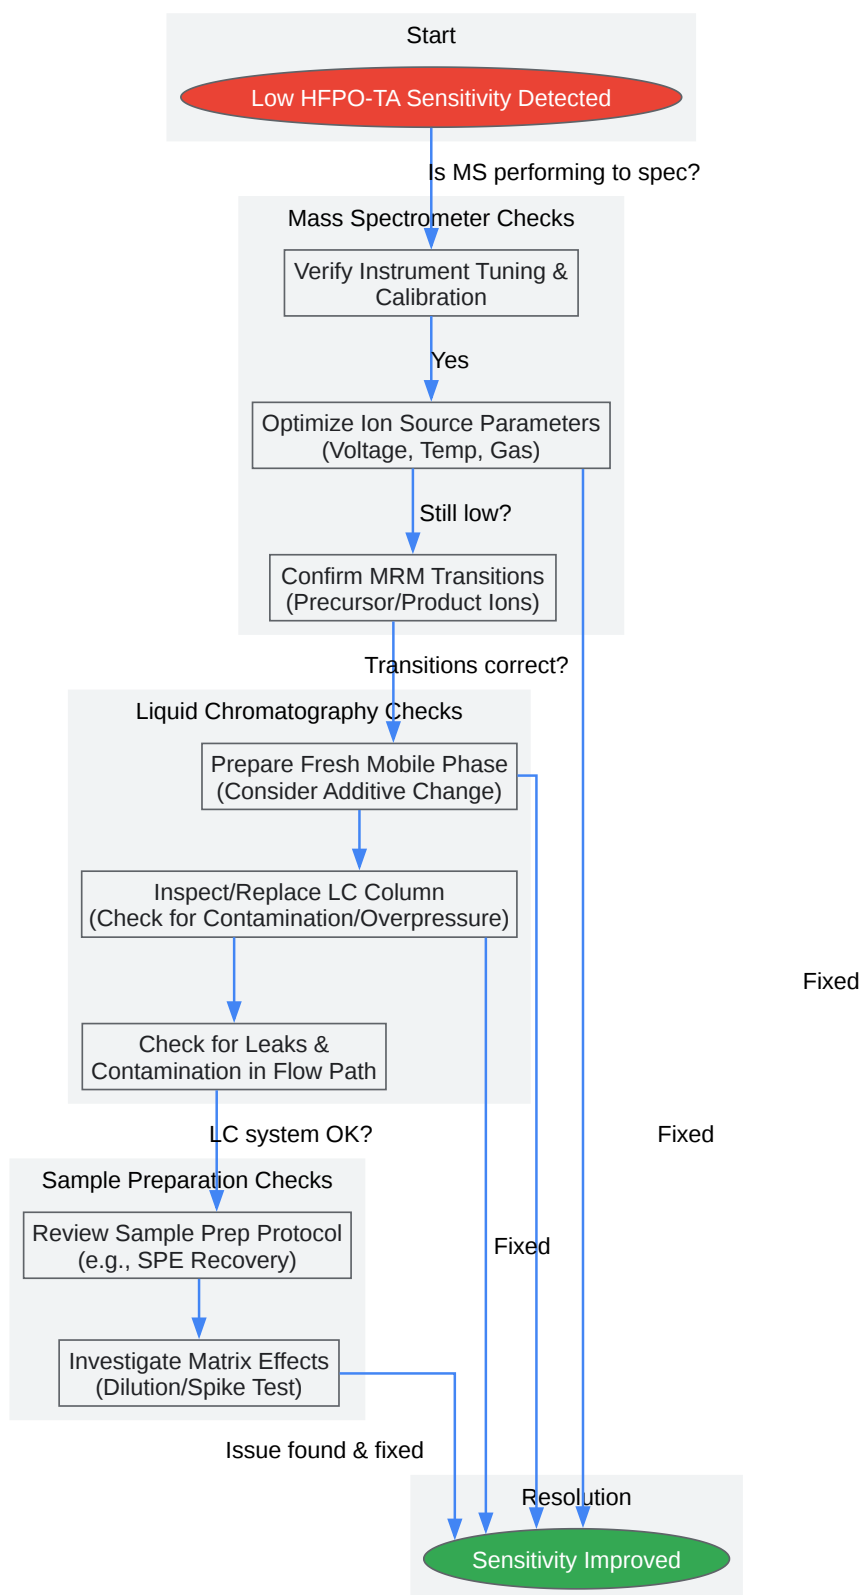 Start
Low HFPO-TA Sensitivity Detected
Is MS performing to spec?
Mass Spectrometer Checks
Verify Instrument Tuning &
Calibration
Yes
Optimize Ion Source Parameters
(Voltage, Temp, Gas)
Still low?
Confirm MRM Transitions
(Precursor/Product Ions)
Transitions correct?
Liquid Chromatography Checks
Prepare Fresh Mobile Phase
(Consider Additive Change)
Inspect/Replace LC Column
(Check for Contamination/Overpressure)
Fixed
Check for Leaks &
Contamination in Flow Path
LC system OK?
Fixed
Sample Preparation Checks
Review Sample Prep Protocol
(e.g., SPE Recovery)
Fixed
Investigate Matrix Effects
(Dilution/Spike Test)
Issue found & fixed
Resolution
Sensitivity Improved